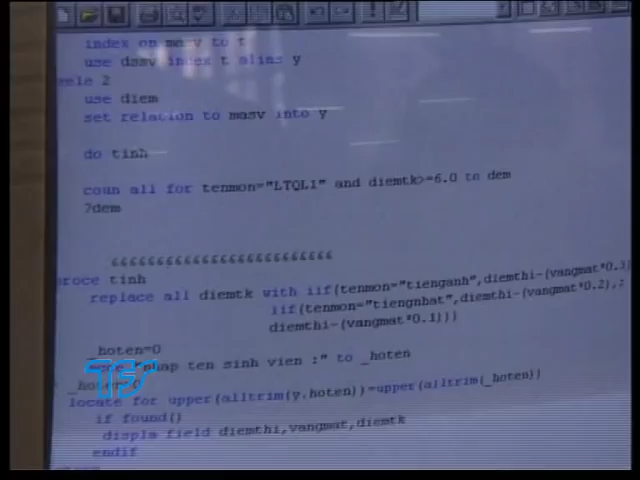 index on masv to t
use dssv index t alias y
sele 2
use diem
set relation to masv into y
do tinh
coun all for tenmon="LTQL1" and diemtk>=6.0 to dem
?dem
&&&&&&&&&&&&&&&&&&&&&&&&&
proce tinh
replace all diemtk with iif(tenmon="tienganh",diemthi-(vangmat*0.3)
iif(tenmon="tiengnhat",diemthi-(vangmat*0.2),;
diemthi-(vangmat*0.1)))
_hoten=0
"nhap ten sinh vien :" to _hoten
_hoten=0
locate for upper(alltrim(y.hoten))=upper(alltrim(_hoten))
if found()
displa field diemthi,vangmat,diemtk
endif
TFS